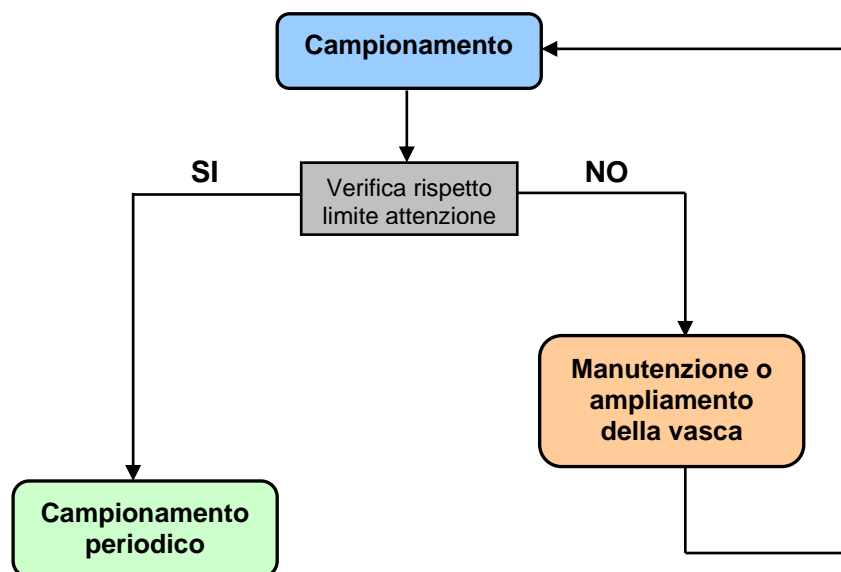 Campionamento
SI
NO
Verifica rispetto
limite attenzione
Manutenzione o
ampliamento
della vasca
Campionamento
periodico